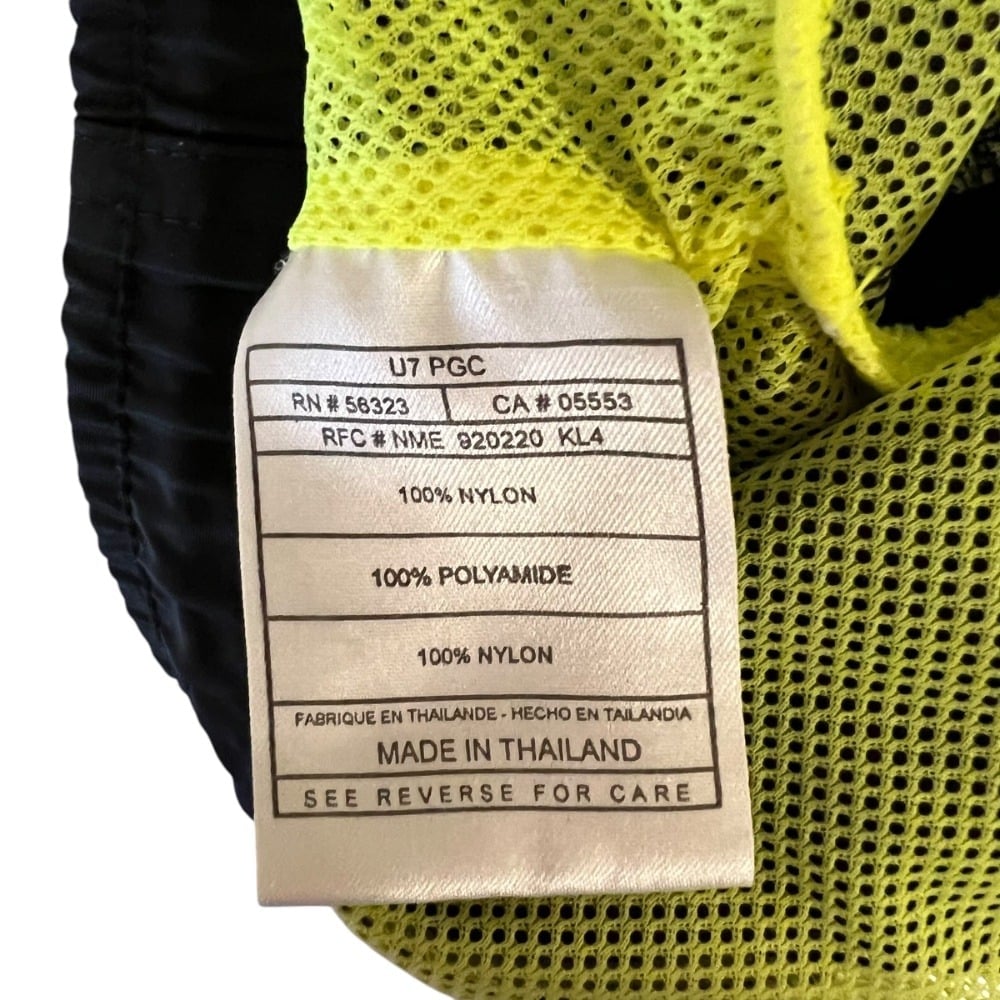 U7 PGC
RN # 56323 CA # 05553
RFC # NME 920220 KL4
100% NYLON
100% POLYAMIDE
100% NYLON
FABRIQUE EN THAILANDE - HECHO EN TAILANDIA
MADE IN THAILAND
SEE REVERSE FOR CARE